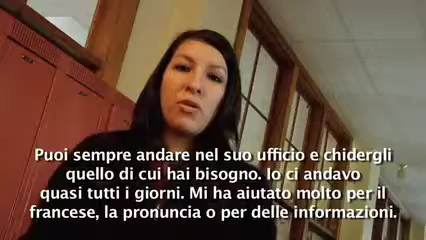 Puoi sempre andare nel suo ufficio e chidergli
quello di cui hai bisogno. Io ci andavo
quasi tutti i giorni. Mi ha aiutato molto per il
francese, la pronuncia o per delle informazioni.